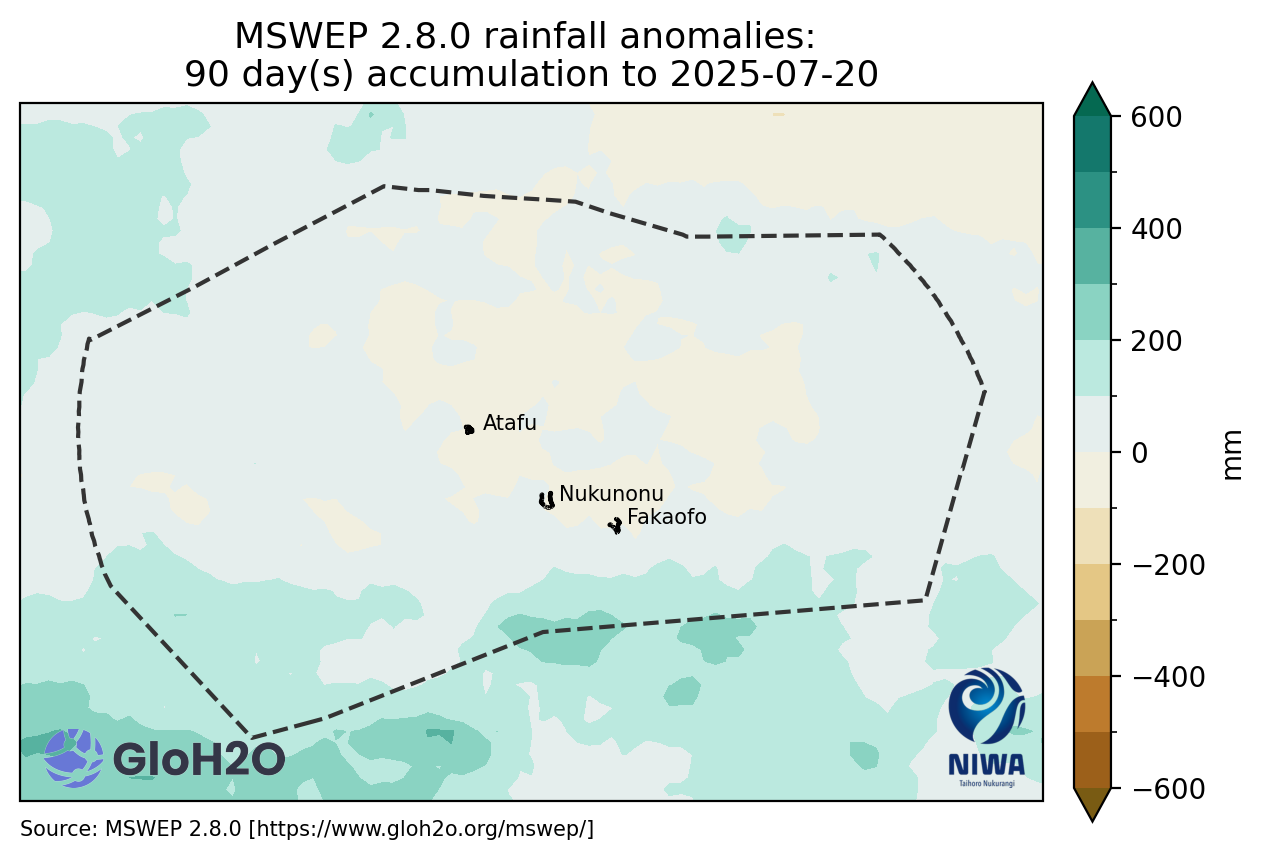 MSWEP 2.8.0 rainfall anomalies:
90 day(s) accumulation to 2025-07-20
600
400
200
0
−200
−400
−600
mm
Atafu
Nukunonu
Fakaofo
GloH2O
NIWA
Taihoro Nukurangi
Source: MSWEP 2.8.0 [https://www.gloh2o.org/mswep/]